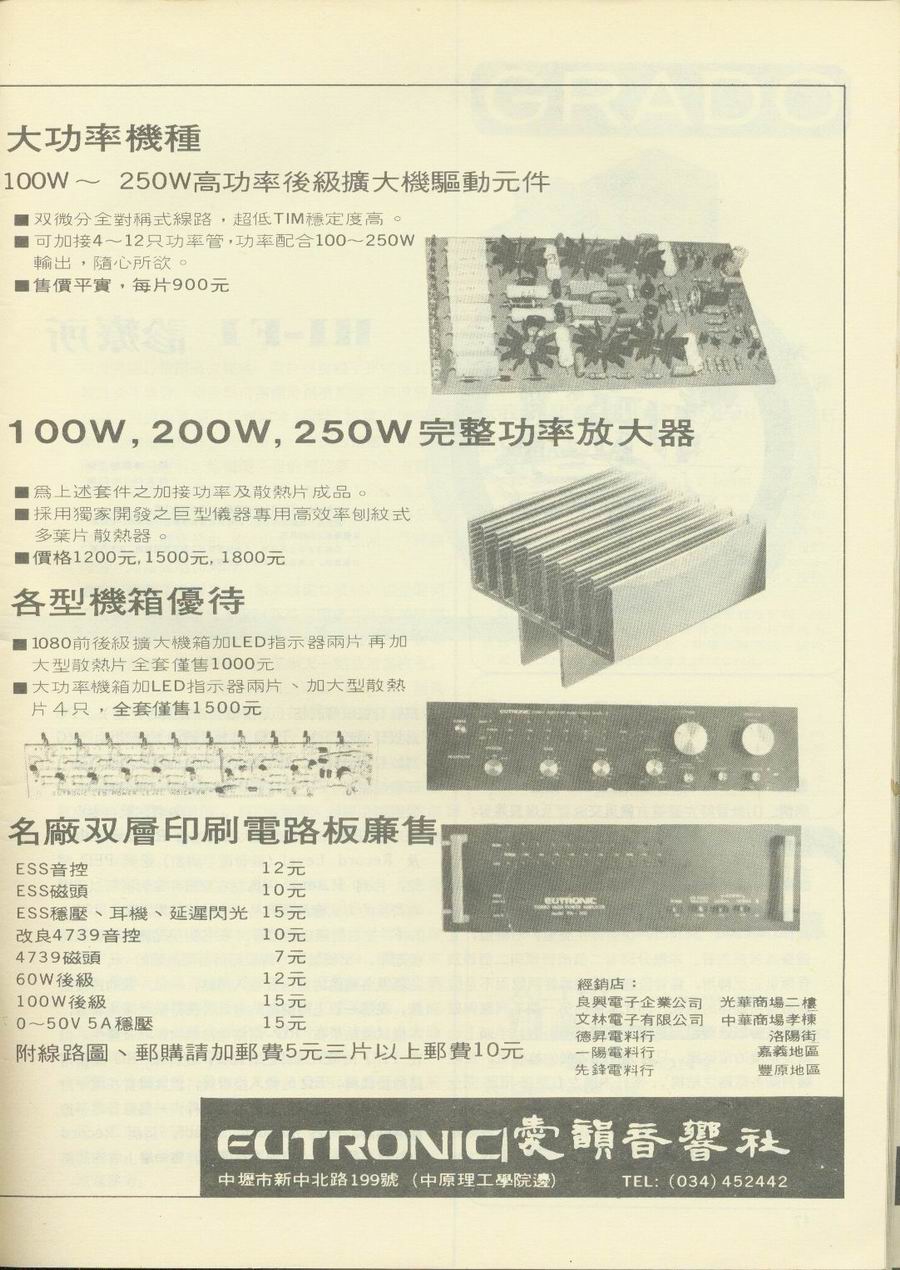 大功率機種
100W～ 250W高功率後級擴大機驅動元件
■双微分全對稱式線路，超低TIM穩定度高。
■可加接4～12只功率管，功率配合100～250W
輸出，隨心所欲。
■售價平實，每片900元
100W, 200W, 250W完整功率放大器
■爲上述套件之加接功率及散熱片成品。
■採用獨家開發之巨型儀器專用高效率刨紋式
多葉片散熱器。
■價格1200元, 1500元, 1800元
各型機箱優待
■1080前後級擴大機箱加LED指示器兩片再加
大型散熱片全套僅售1000元
■大功率機箱加LED指示器兩片、加大型散熱
片4只，全套僅售1500元
名廠双層印刷電路板廉售
ESS音控 12元
ESS磁頭 10元
ESS穩壓、耳機、延遲閃光 15元
改良4739音控 10元
4739磁頭 7元
60W後級 12元
100W後級 15元
0～50V 5A穩壓 15元
附線路圖、郵購請加郵費5元三片以上郵費10元
EUTRONIC
經銷店：
良興電子企業公司 光華商場二樓
文林電子有限公司 中華商場孝棟
德昇電料行 洛陽街
一陽電料行 嘉義地區
先鋒電料行 豐原地區
EUTRONIC 韻音響社
中壢市新中北路199號 (中原理工學院邊) TEL: (034) 452442